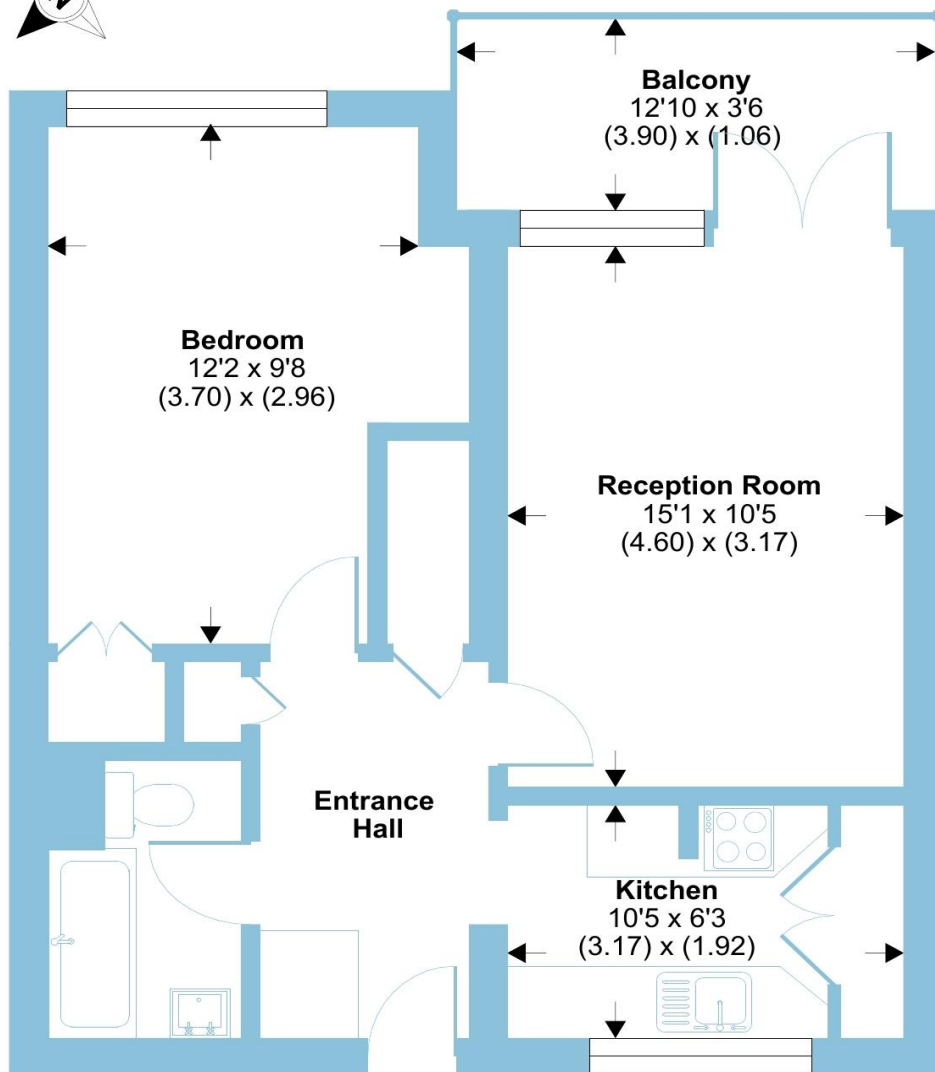 Balcony
12'10 x 3'6
(3.90) x (1.06)
Bedroom
12'2 x 9'8
(3.70) x (2.96)
Reception Room
15'1 x 10'5
(4.60) x (3.17)
Entrance
Hall
Kitchen
10'5 x 6'3
(3.17) x (1.92)